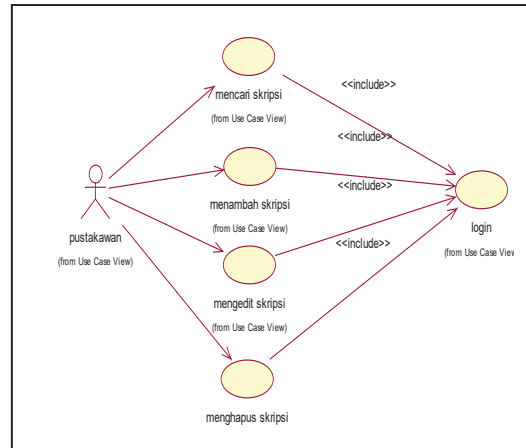 <<include>>
mencari skripsi
(from Use Case View)
<<include>>
<<include>>
menambah skripsi
(from Use Case View)
pustakawan
(from Use Case View)
login
(from Use Case View
<<include>>
mengedit skripsi
(from Use Case View)
menghapus skripsi